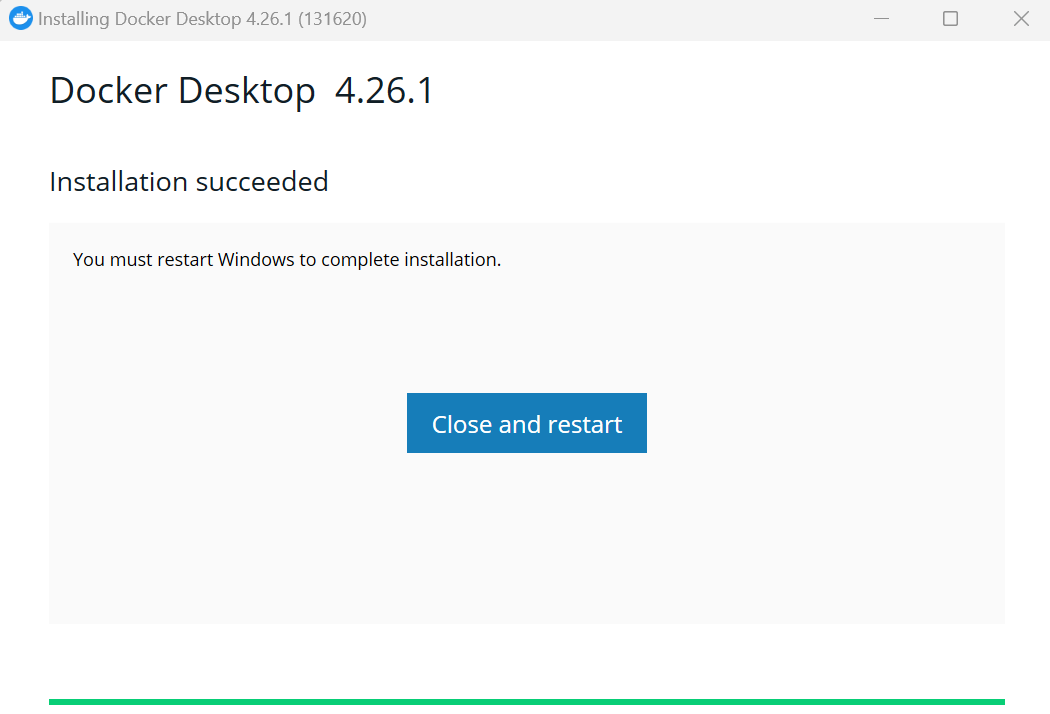 Installing Docker Desktop 4.26.1 (131620)
Docker Desktop 4.26.1
Installation succeeded
You must restart Windows to complete installation.
Close and restart